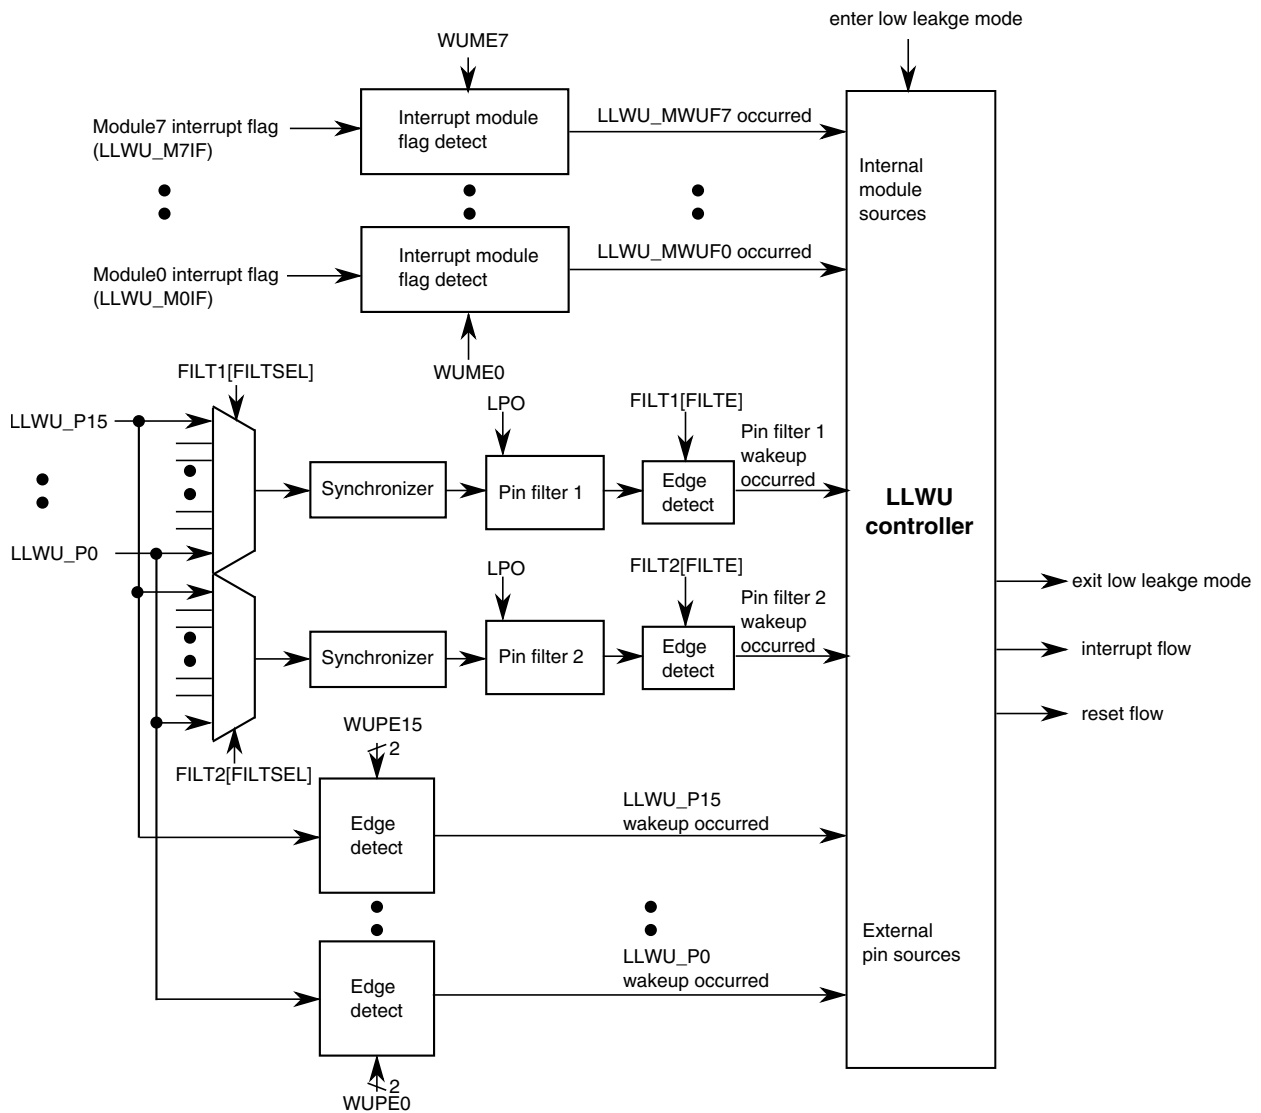 enter low leakge mode
WUME7
Module7 interrupt flag
(LLWU_M7IF)
Interrupt module
flag detect
LLWU_MWUF7 occurred
Internal
module
sources
Module0 interrupt flag
(LLWU_M0IF)
Interrupt module
flag detect
LLWU_MWUF0 occurred
WUME0
FILT1[FILTSEL]
LLWU_P15
LPO
FILT1[FILTE]
Pin filter 1
wakeup
occurred
Synchronizer
Pin filter 1
Edge
detect
LLWU
controller
LLWU_P0
LPO
FILT2[FILTE]
Pin filter 2
wakeup
occurred
Synchronizer
Pin filter 2
Edge
detect
exit low leakge mode
interrupt flow
reset flow
FILT2[FILTSEL]
WUPE15
2
Edge
detect
LLWU_P15
wakeup occurred
External
pin sources
LLWU_P0
wakeup occurred
Edge
detect
2
WUPE0